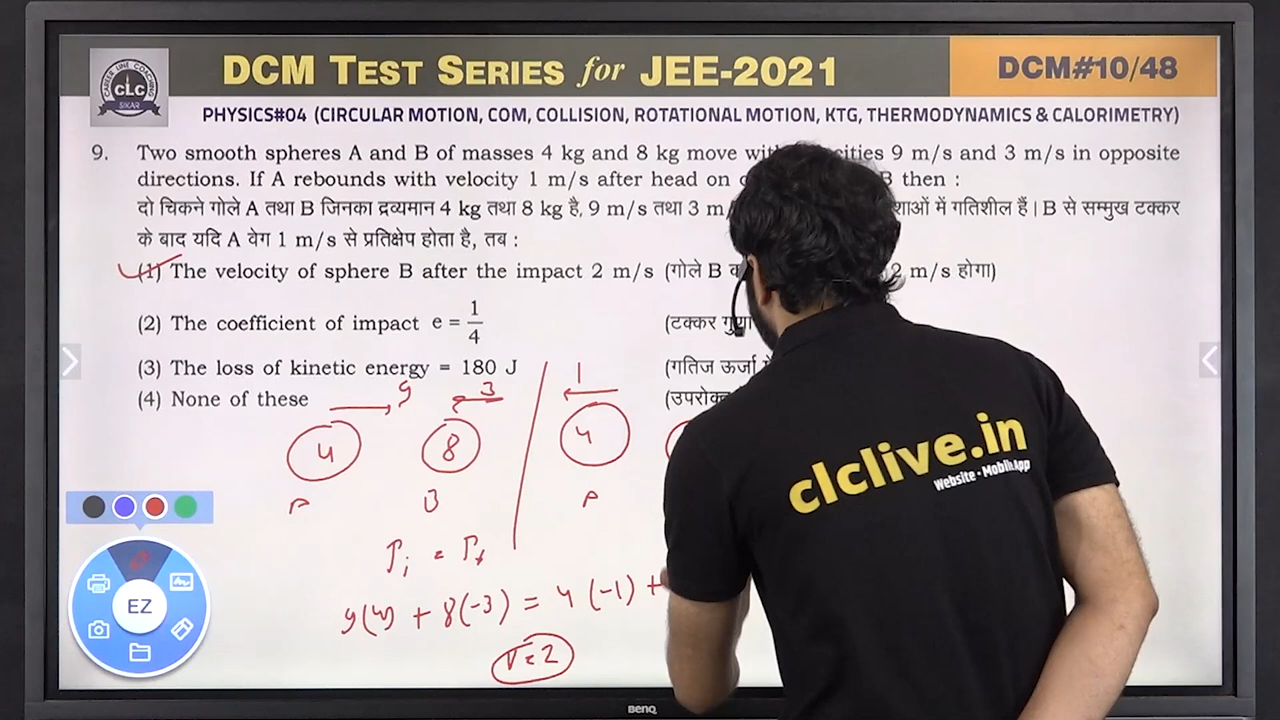 CAREER LINE COACHING
CLC
SIKAR
DCM TEST SERIES for JEE-2021
DCM#10/48
PHYSICS#04 (CIRCULAR MOTION, COM, COLLISION, ROTATIONAL MOTION, KTG, THERMODYNAMICS & CALORIMETRY)
9. Two smooth spheres A and B of masses 4 kg and 8 kg move 9 m/s and 3 m/s in opposite
directions. If A rebounds with velocity 1 m/s after head on B then :
दो चिकने गोले A तथा B जिनका द्रव्यमान 4 kg तथा 8 kg है, 9 m/s तथा 3 में गतिशील हैं। B से सम्मुख टक्कर
के बाद यदि A वेग 1 m/s से प्रतिक्षेप होता है, तब :
(1) The velocity of sphere B after the impact 2 m/s (गोले B 2 m/s होगा)
(2) The coefficient of impact e = 1/4 (टक्कर
(3) The loss of kinetic energy = 180 J (गतिज ऊर्जा
(4) None of these
9 3 1
4 8 4
A B A
Pi = Pf
9(4) + 8(-3) = 4(-1) +
V = 2
EZ
clclive.in
Website • Mobile App
BenQ